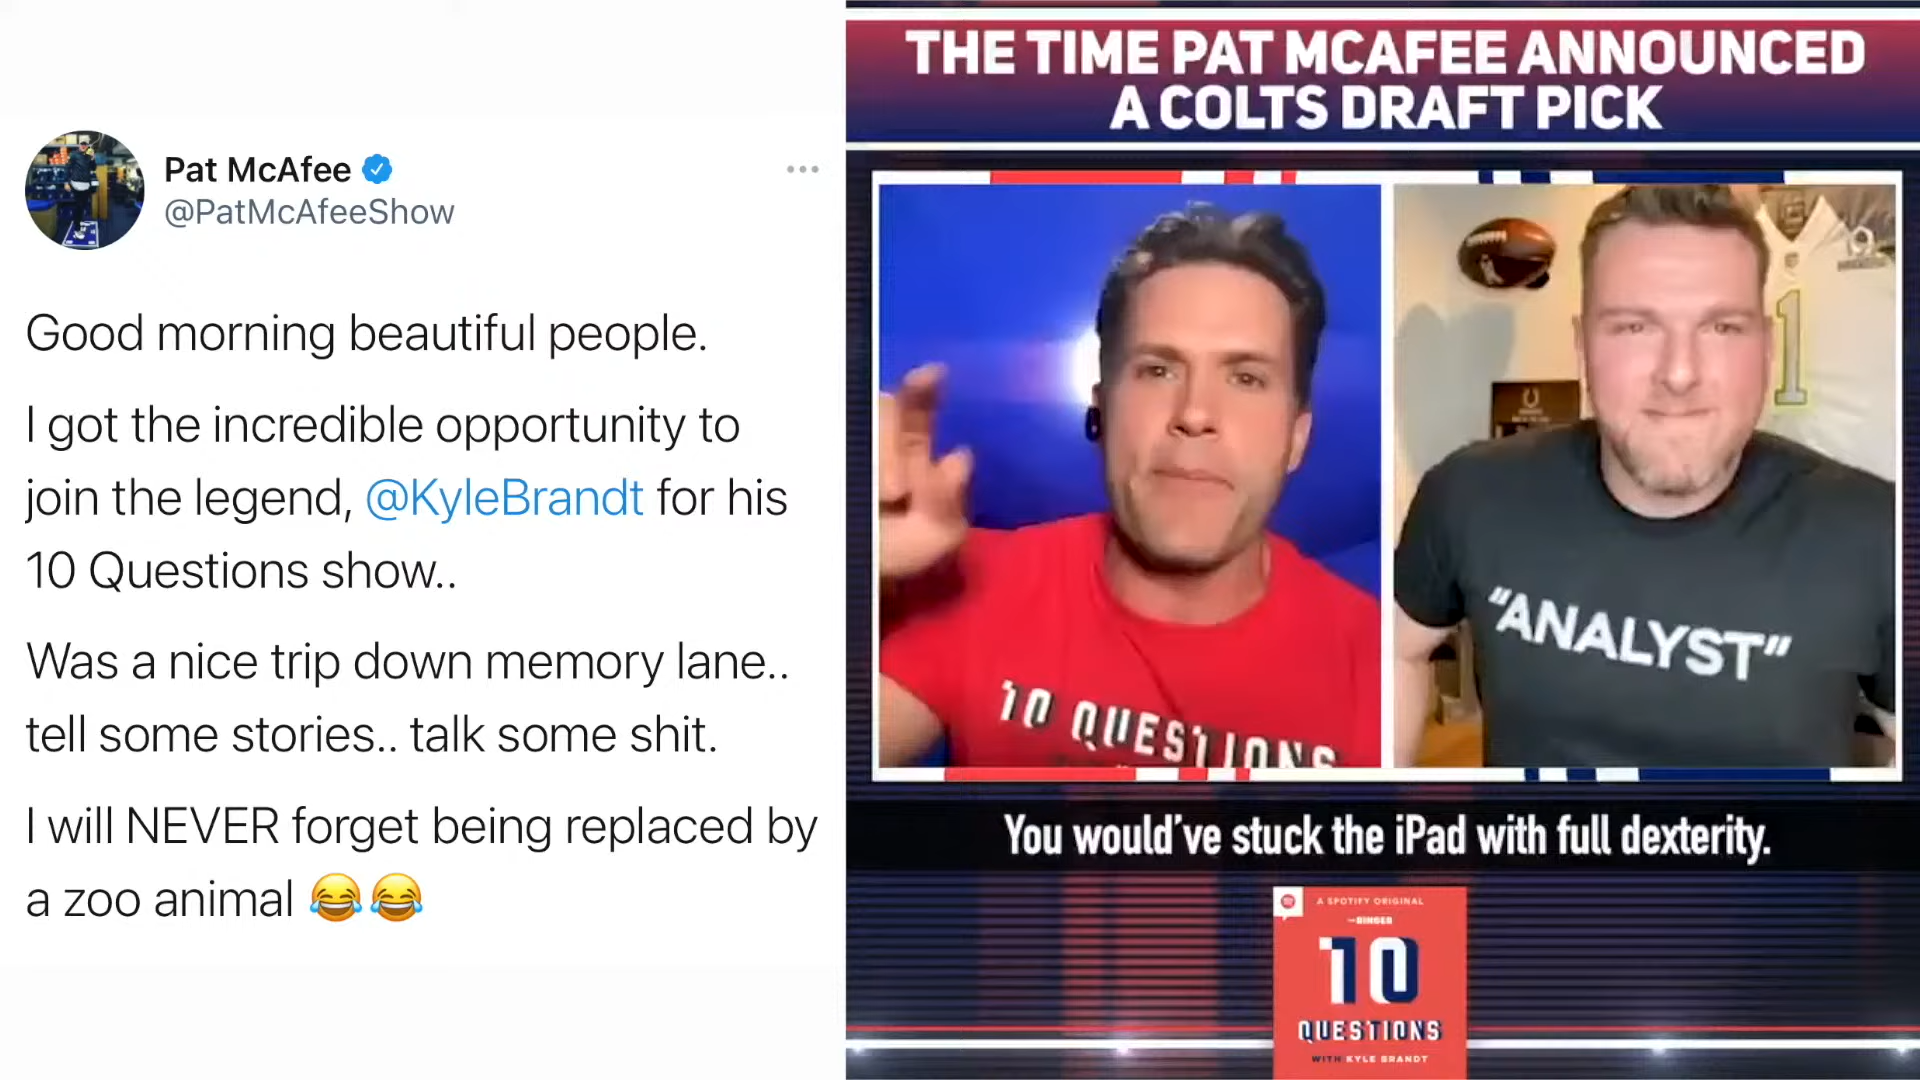 Pat McAfee
@PatMcAfeeShow
Good morning beautiful people.
I got the incredible opportunity to
join the legend, @KyleBrandt for his
10 Questions show..
Was a nice trip down memory lane..
tell some stories.. talk some shit.
I will NEVER forget being replaced by
a zoo animal 😂😂
THE TIME PAT MCAFEE ANNOUNCED
A COLTS DRAFT PICK
1
10 QUESTIONS
"ANALYST"
You would've stuck the iPad with full dexterity.
A SPOTIFY ORIGINAL
RINGER
10
QUESTIONS
WITH KYLE BRANDT